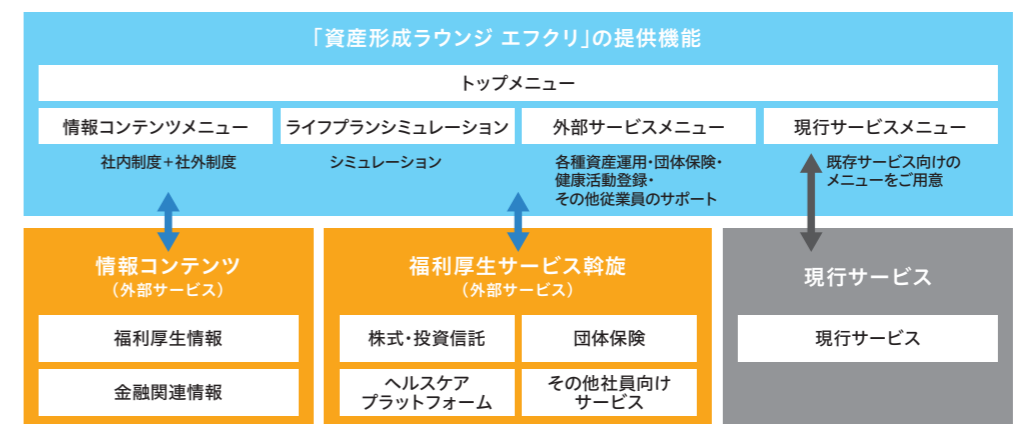 「資産形成ラウンジ エフクリ」の提供機能
トップメニュー
情報コンテンツメニュー
ライフプランシミュレーション
外部サービスメニュー
現行サービスメニュー
社内制度+社外制度
シミュレーション
各種資産運用・団体保険・
健康活動登録・
その他従業員のサポート
既存サービス向けの
メニューをご用意
情報コンテンツ
（外部サービス）
福利厚生情報
金融関連情報
福利厚生サービス斡旋
（外部サービス）
株式・投資信託
団体保険
ヘルスケア
プラットフォーム
その他社員向け
サービス
現行サービス
現行サービス